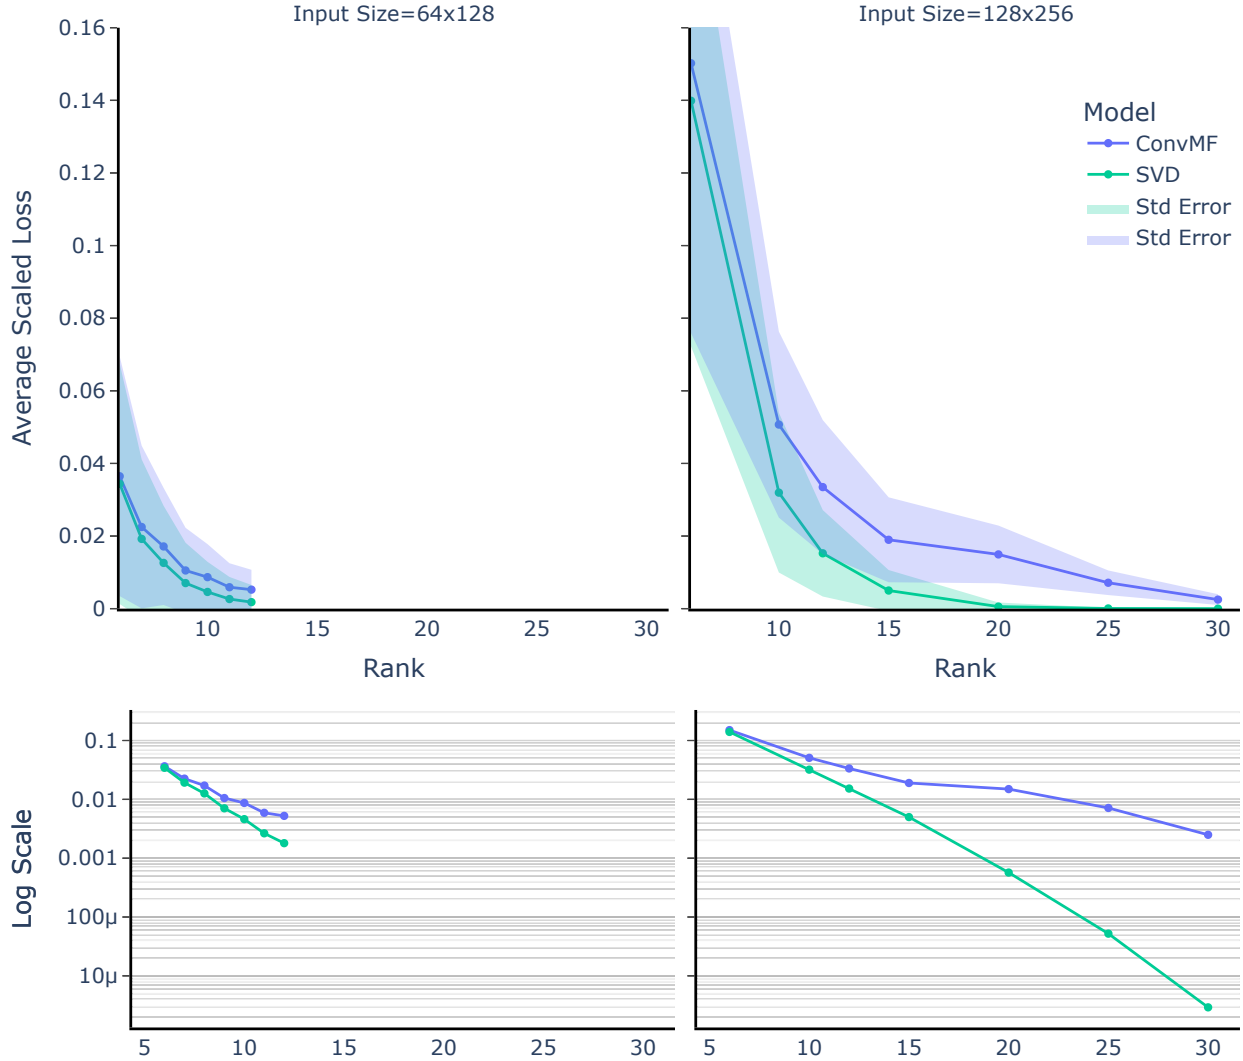 Input Size=64x128
Input Size=128x256
0.16
0.14
0.12
0.1
0.08
0.06
0.04
0.02
0
Average Scaled Loss
Model
ConvMF
SVD
Std Error
Std Error
10 15 20 25 30
10 15 20 25 30
Rank
Rank
0.1
0.01
0.001
100μ
10μ
Log Scale
5 10 15 20 25 30
5 10 15 20 25 30